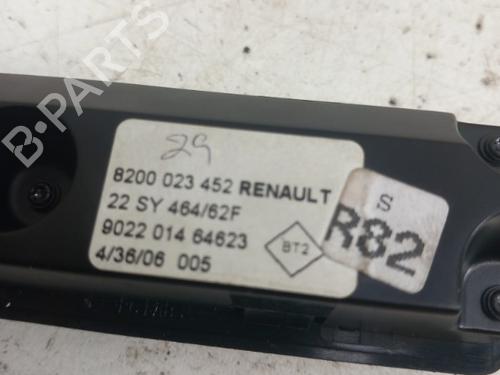 B-PARTS
29
8200 023 452 RENAULT
22 SY 464/62F
9022 014 64623
4/36/06 005
BT2
S
R82